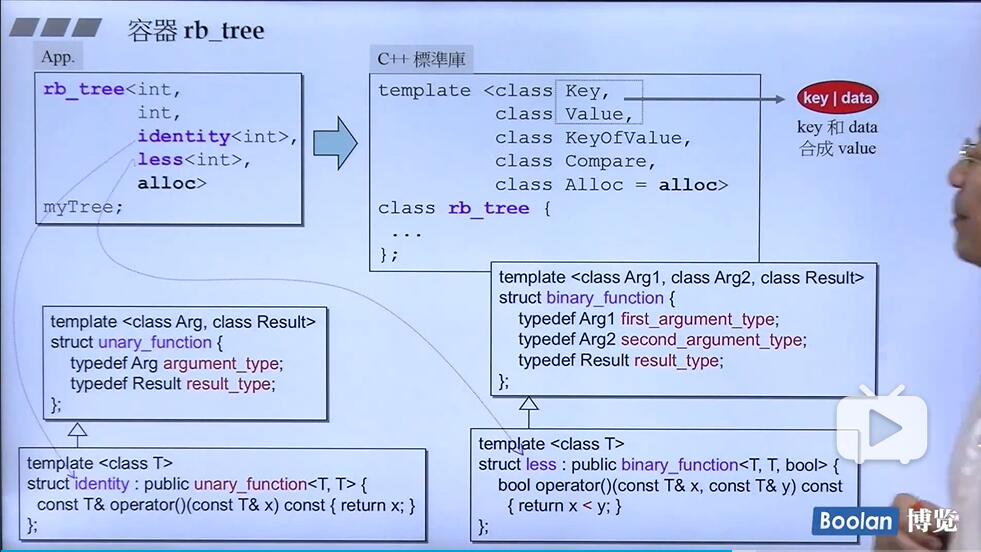 容器 rb_tree
App.
rb_tree<int,
int,
identity<int>,
less<int>,
alloc>
myTree;
C++ 標準庫
template <class Key,
class Value,
class KeyOfValue,
class Compare,
class Alloc = alloc>
class rb_tree {
...
};
key | data
key 和 data
合成 value
template <class Arg1, class Arg2, class Result>
struct binary_function {
typedef Arg1 first_argument_type;
typedef Arg2 second_argument_type;
typedef Result result_type;
};
template <class Arg, class Result>
struct unary_function {
typedef Arg argument_type;
typedef Result result_type;
};
template <class T>
struct identity : public unary_function<T, T> {
const T& operator()(const T& x) const { return x; }
};
template <class T>
struct less : public binary_function<T, T, bool> {
bool operator()(const T& x, const T& y) const
{ return x < y; }
};
Boolan 博览